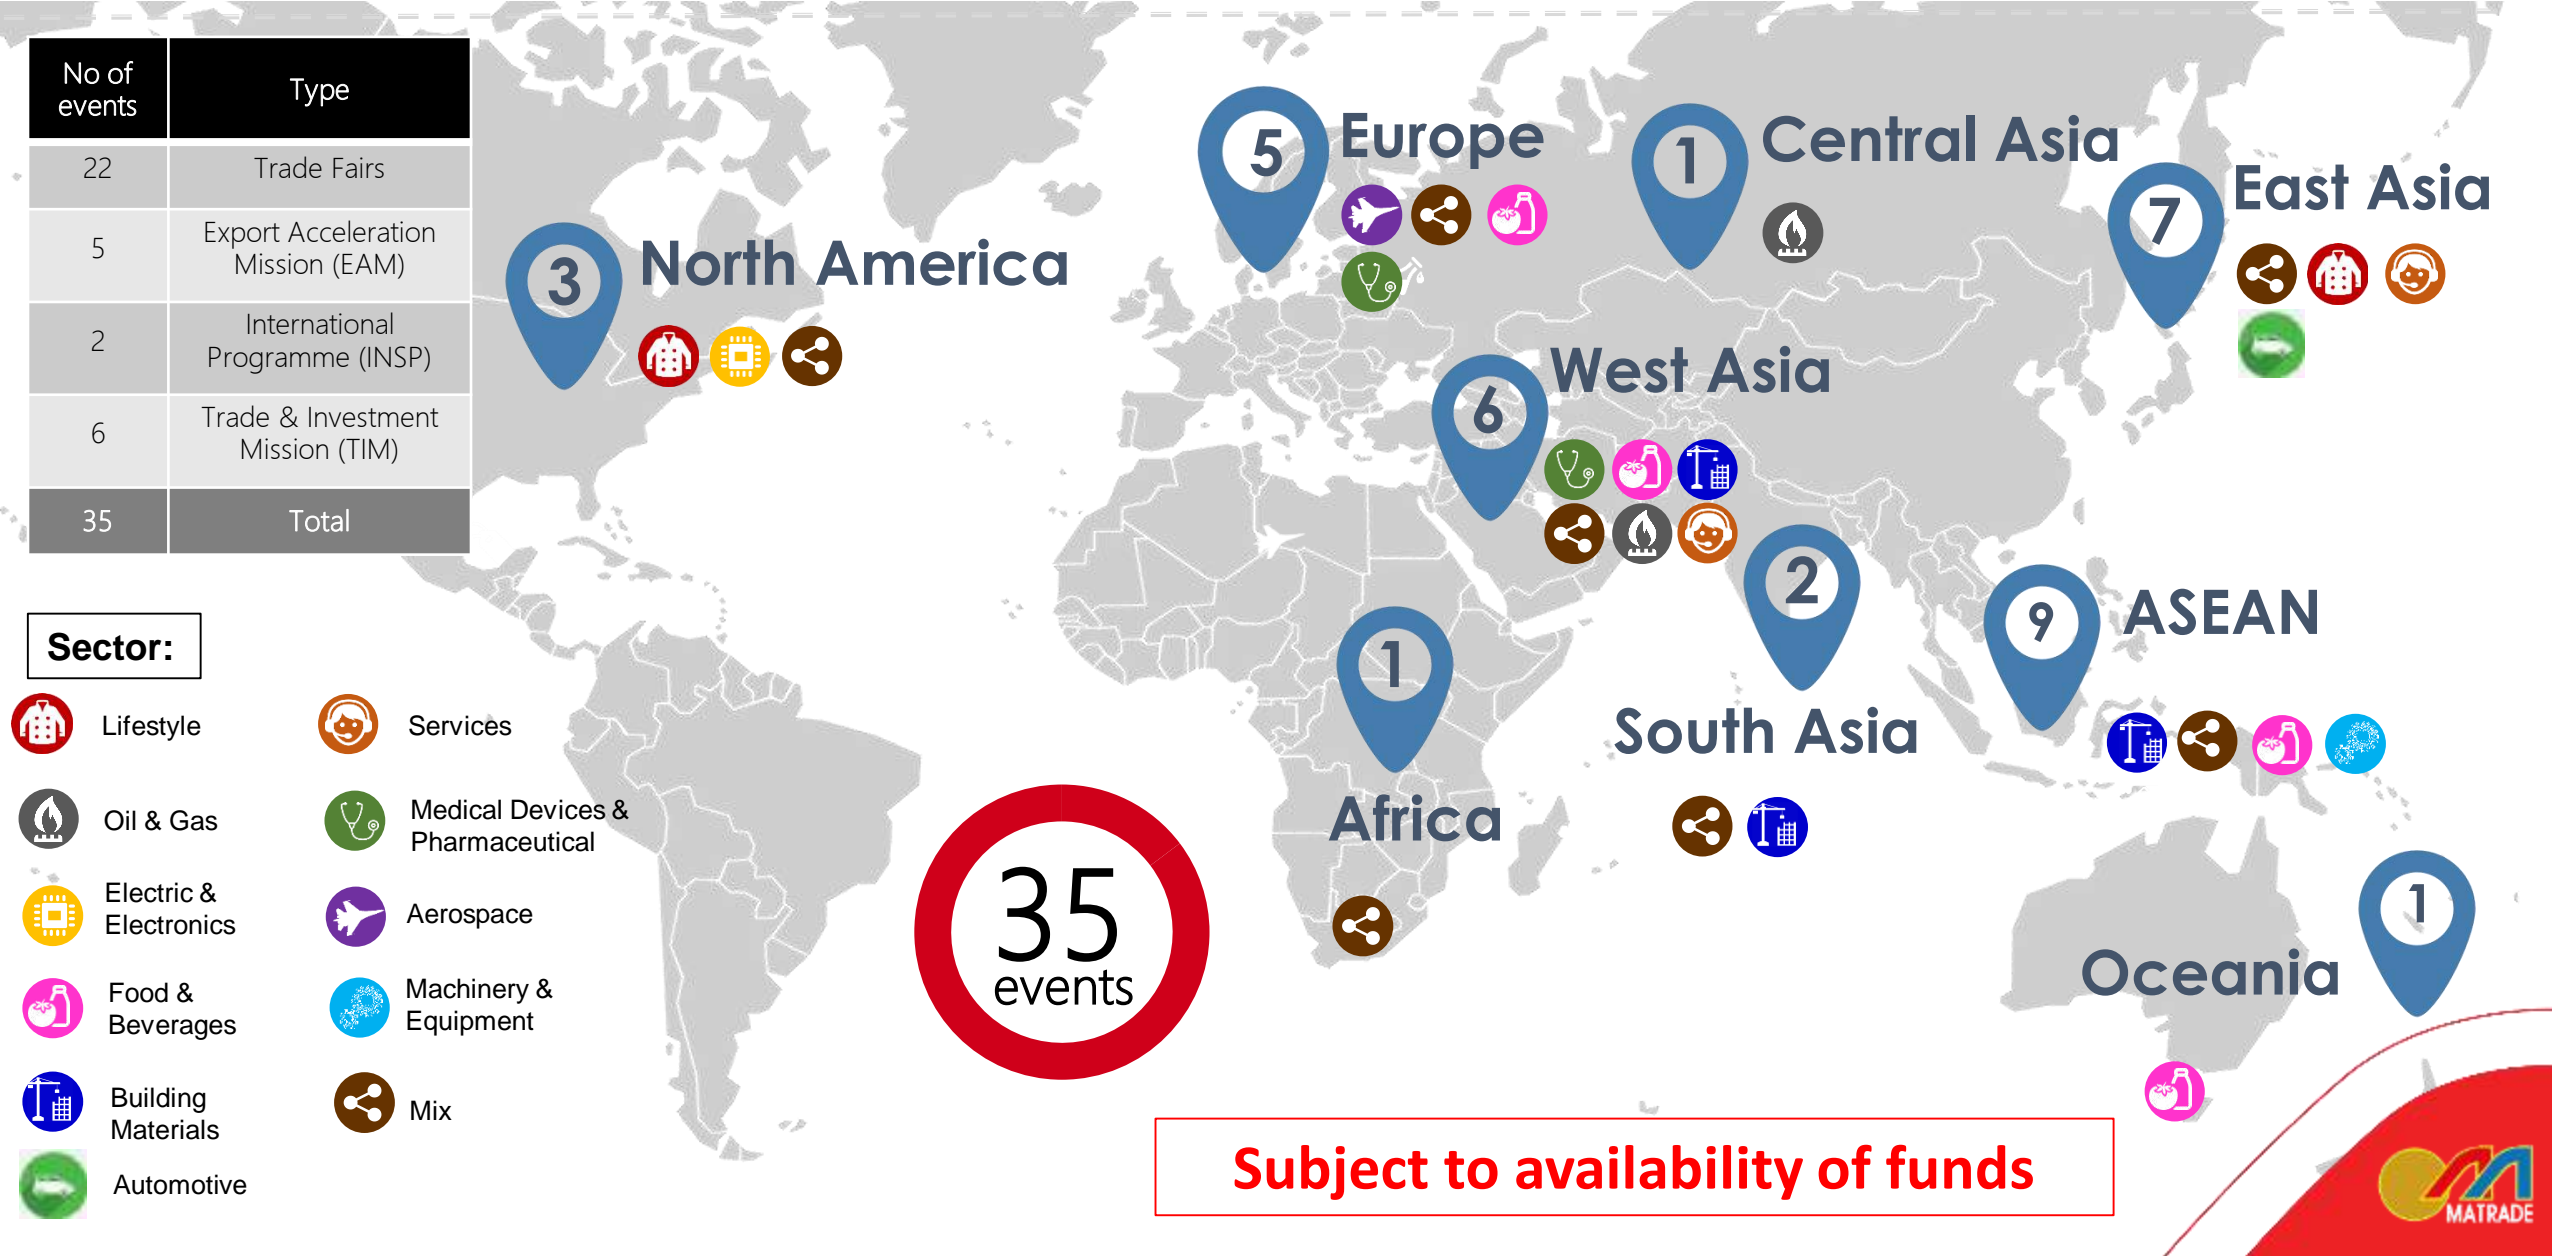 No of
events
Type
22
Trade Fairs
5
Export Acceleration
Mission (EAM)
2
International
Programme (INSP)
6
Trade & Investment
Mission (TIM)
35
Total
Sector:
Lifestyle
Services
Oil & Gas
Medical Devices &
Pharmaceutical
Electric &
Electronics
Aerospace
Food &
Beverages
Machinery &
Equipment
Building
Materials
Mix
Automotive
3
North America
5
Europe
1
Central Asia
7
East Asia
6
West Asia
2
South Asia
9
ASEAN
1
Africa
1
Oceania
35
events
Subject to availability of funds
MATRADE